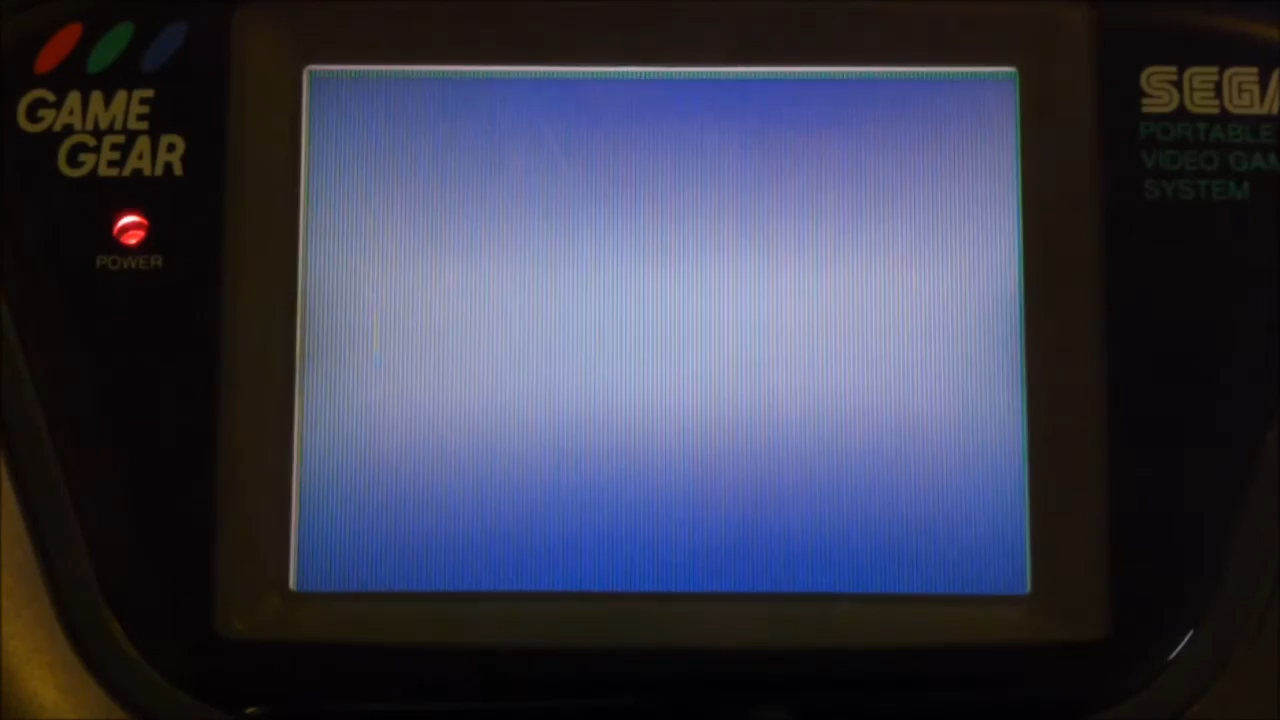 GAME
GEAR
POWER
SEGA
PORTABLE
VIDEO GAM
SYSTEM